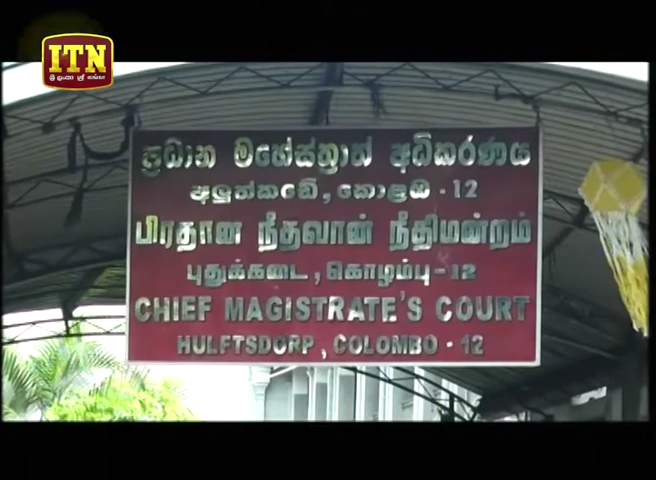 ITN
ශ්‍රී ලංකා ஸ்ரீ லங்கா
ප්‍රධාන මහේස්ත්‍රාත් අධිකරණය
අලුත්කඩේ, කොළඹ - 12
பிரதான நீதவான் நீதிமன்றம்
புதுக்கடை, கொழும்பு - 12
CHIEF MAGISTRATE'S COURT
HULFTSDORP, COLOMBO - 12